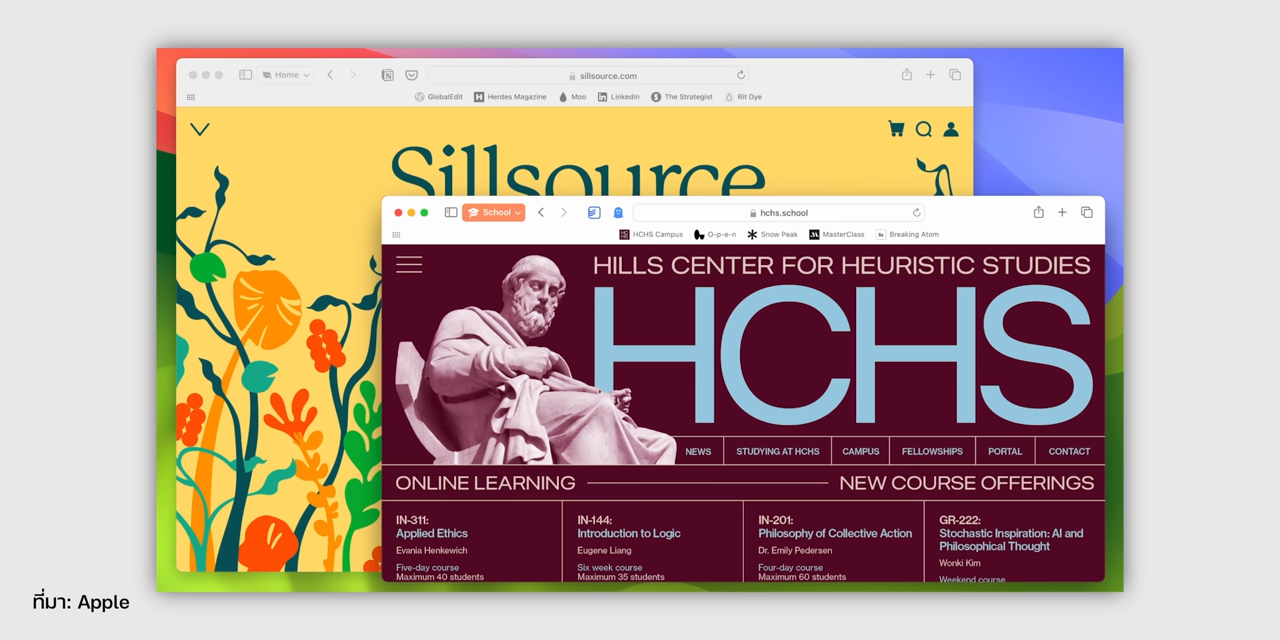 Home
sillsource.com
GlobalEdit
Herdes Magazine
Moo
LinkedIn
The Strategist
Rit Dye
Sillsource
School
hchs.school
HCHS Campus
O-p-e-n
Snow Peak
MasterClass
Breaking Atom
HILLS CENTER FOR HEURISTIC STUDIES
HCHS
NEWS
STUDYING AT HCHS
CAMPUS
FELLOWSHIPS
PORTAL
CONTACT
ONLINE LEARNING
NEW COURSE OFFERINGS
IN-311:
Applied Ethics
Evania Henkewich
Five-day course
Maximum 40 students
IN-144:
Introduction to Logic
Eugene Liang
Six week course
Maximum 35 students
IN-201:
Philosophy of Collective Action
Dr. Emily Pedersen
Four-day course
Maximum 60 students
GR-222:
Stochastic Inspiration: AI and
Philosophical Thought
Wonki Kim
Weekend course
ที่มา: Apple